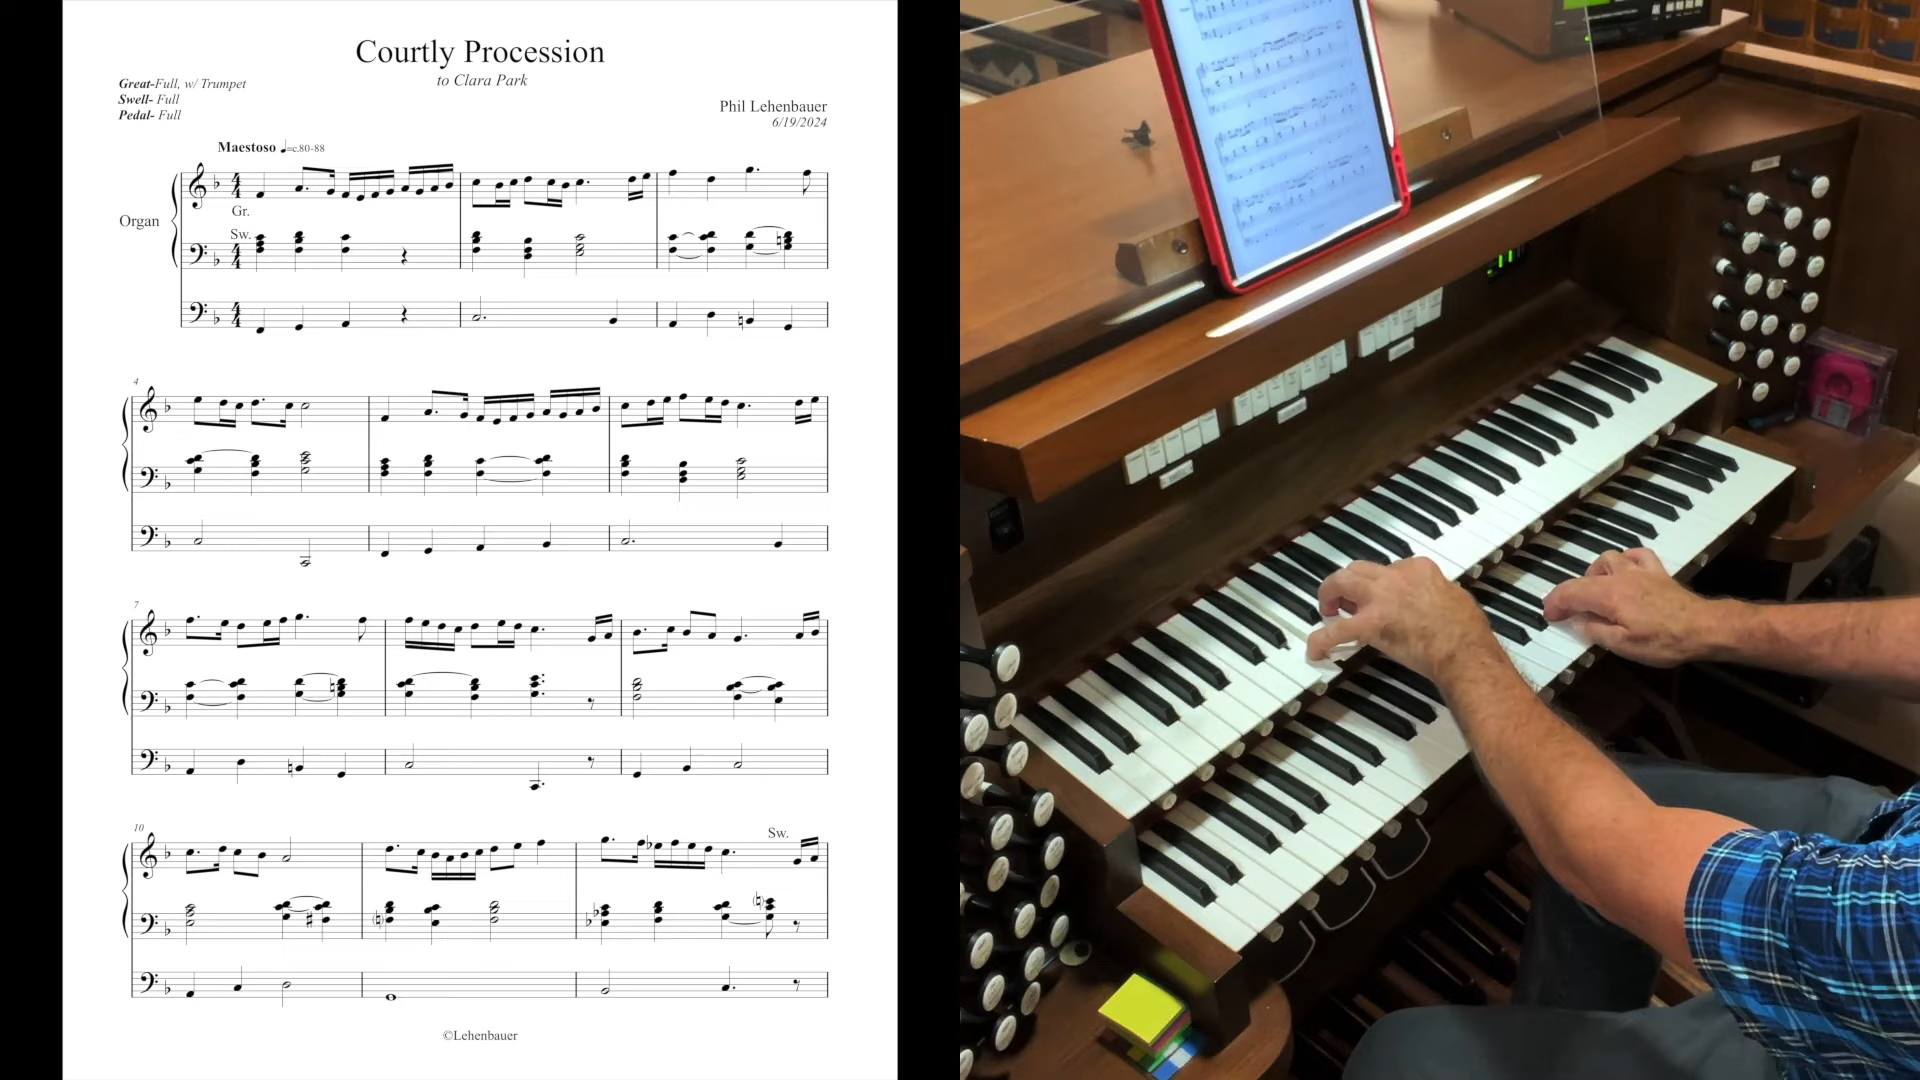 Courtly Procession
to Clara Park
Great-Full, w/ Trumpet
Swell- Full
Pedal- Full
Phil Lehenbauer
6/19/2024
Maestoso ♩=c.80-88
Organ
Gr.
Sw.
4
7
10
Sw.
©Lehenbauer